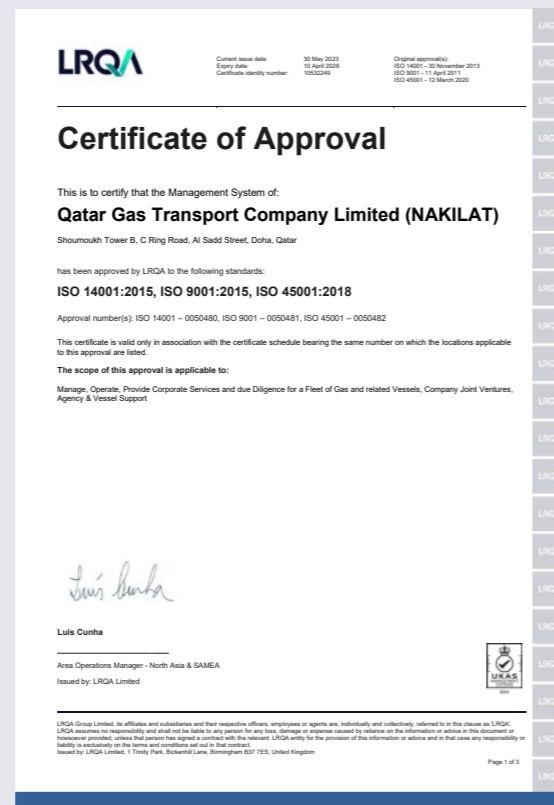 LRQA
Current issue date: 30 May 2023
Expiry date: 10 April 2026
Certificate identity number: 10532249
Original approval(s):
ISO 14001 - 30 November 2013
ISO 9001 - 11 April 2011
ISO 45001 - 12 March 2020
Certificate of Approval
This is to certify that the Management System of:
Qatar Gas Transport Company Limited (NAKILAT)
Shoumoukh Tower B, C Ring Road, Al Sadd Street, Doha, Qatar
has been approved by LRQA to the following standards:
ISO 14001:2015, ISO 9001:2015, ISO 45001:2018
Approval number(s): ISO 14001 – 0050480, ISO 9001 – 0050481, ISO 45001 – 0050482
This certificate is valid only in association with the certificate schedule bearing the same number on which the locations applicable
to this approval are listed.
The scope of this approval is applicable to:
Manage, Operate, Provide Corporate Services and due Diligence for a Fleet of Gas and related Vessels, Company Joint Ventures,
Agency & Vessel Support
Luis Cunha
Luis Cunha
Area Operations Manager - North Asia & SAMEA
Issued by: LRQA Limited
UKAS
MANAGEMENT
SYSTEMS
LRQA Group Limited, its affiliates and subsidiaries and their respective officers, employees or agents are, individually and collectively, referred to in this clause as 'LRQA'.
LRQA assumes no responsibility and shall not be liable to any person for any loss, damage or expense caused by reliance on the information or advice in this document or
howsoever provided, unless that person has signed a contract with the relevant LRQA entity for the provision of this information or advice and in that case any responsibility or
liability is exclusively on the terms and conditions set out in that contract.
Issued by: LRQA Limited, 1 Trinity Park, Bickenhill Lane, Birmingham B37 7ES, United Kingdom
Page 1 of 3